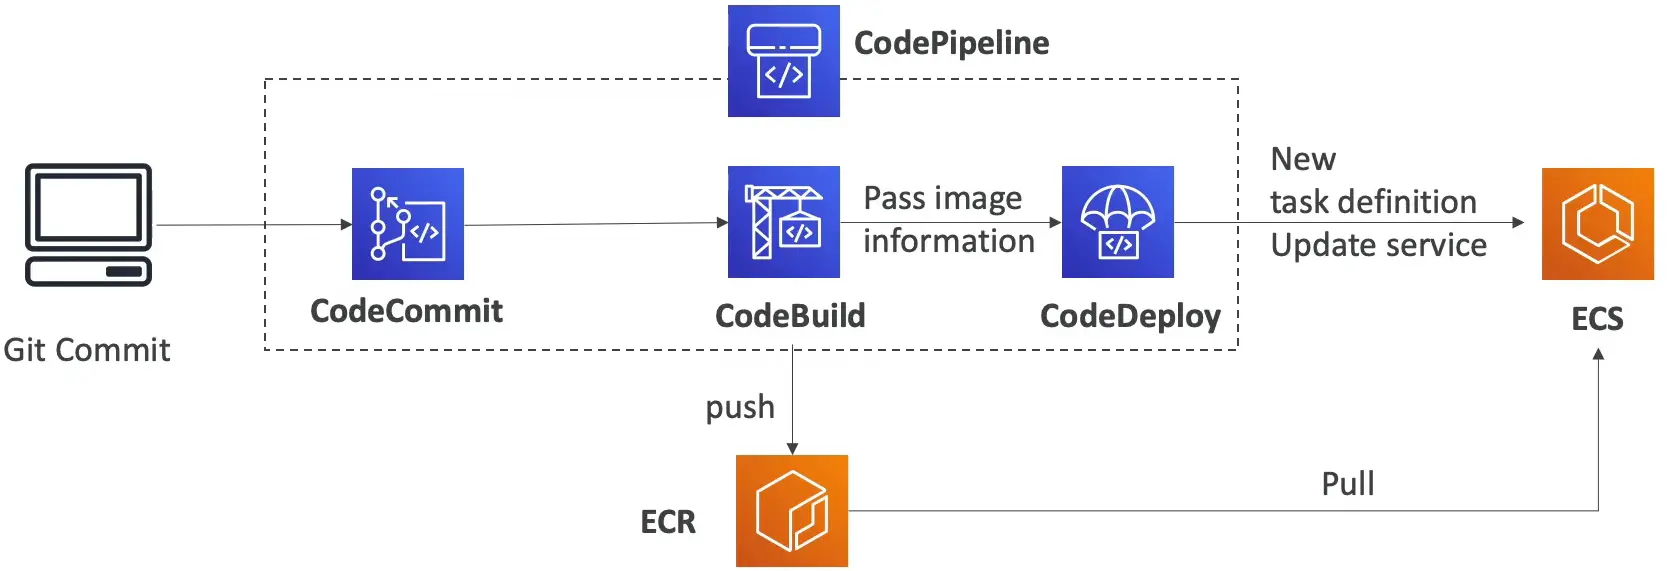 CodePipeline
Git Commit
CodeCommit
CodeBuild
Pass image
information
CodeDeploy
New
task definition
Update service
ECS
push
ECR
Pull